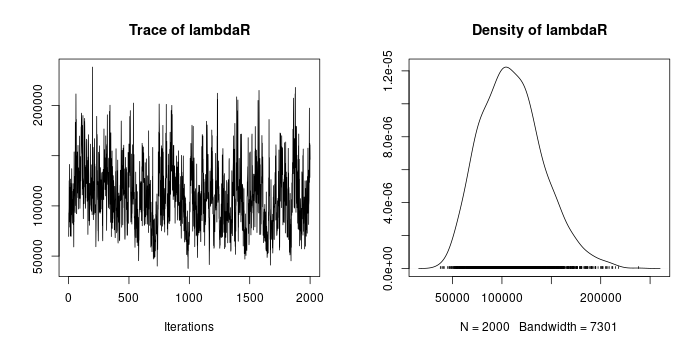 Trace of lambdaR
200000
100000
50000
0
500
1000
1500
2000
Iterations
Density of lambdaR
1.2e-05
8.0e-06
4.0e-06
0.0e+00
50000
100000
200000
N = 2000 Bandwidth = 7301